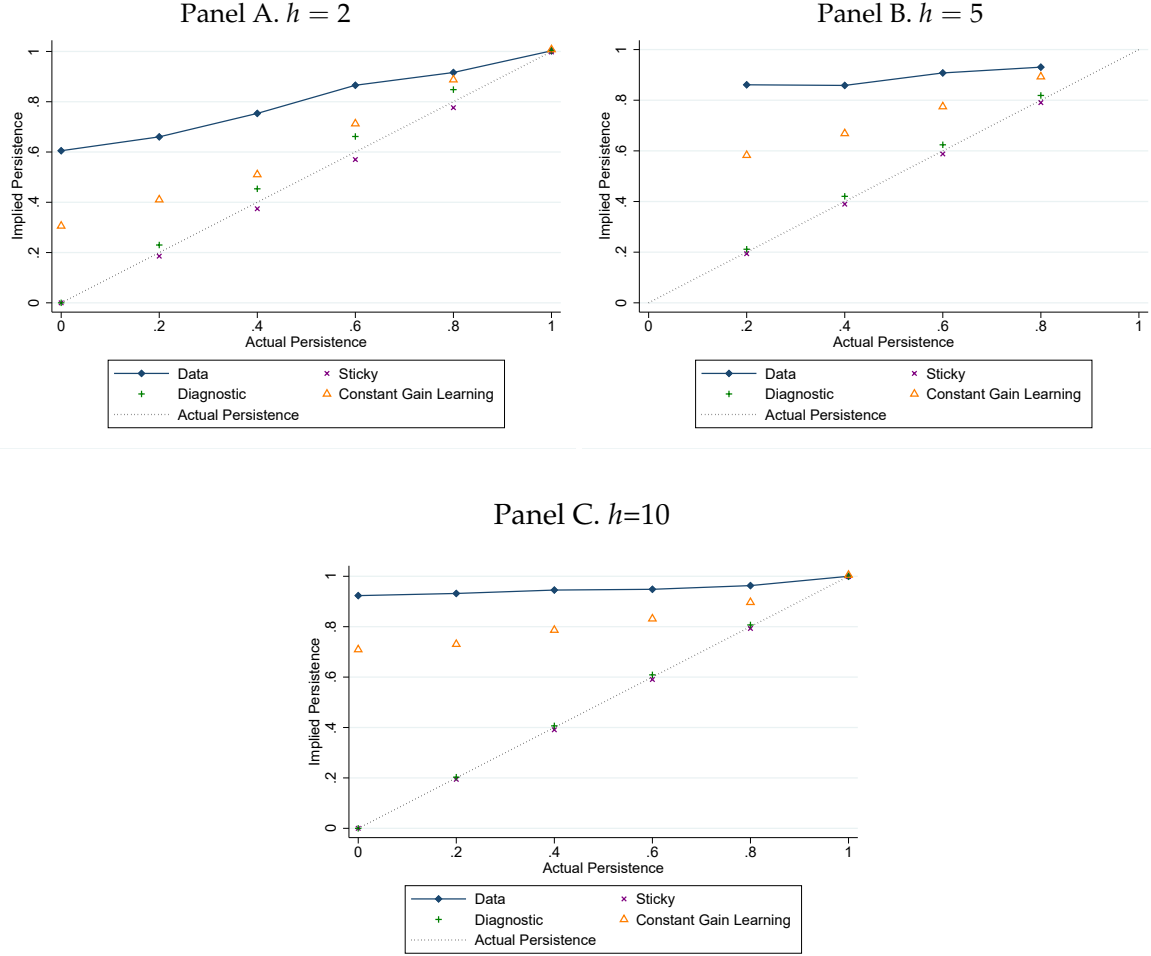 Panel A. h = 2
1
.8
.6
.4
.2
0
Implied Persistence
0 .2 .4 .6 .8 1
Actual Persistence
Data Sticky
Diagnostic Constant Gain Learning
Actual Persistence
Panel B. h = 5
1
.8
.6
.4
.2
0
Implied Persistence
0 .2 .4 .6 .8 1
Actual Persistence
Data Sticky
Diagnostic Constant Gain Learning
Actual Persistence
Panel C. h=10
1
.8
.6
.4
.2
0
Implied Persistence
0 .2 .4 .6 .8 1
Actual Persistence
Data Sticky
Diagnostic Constant Gain Learning
Actual Persistence